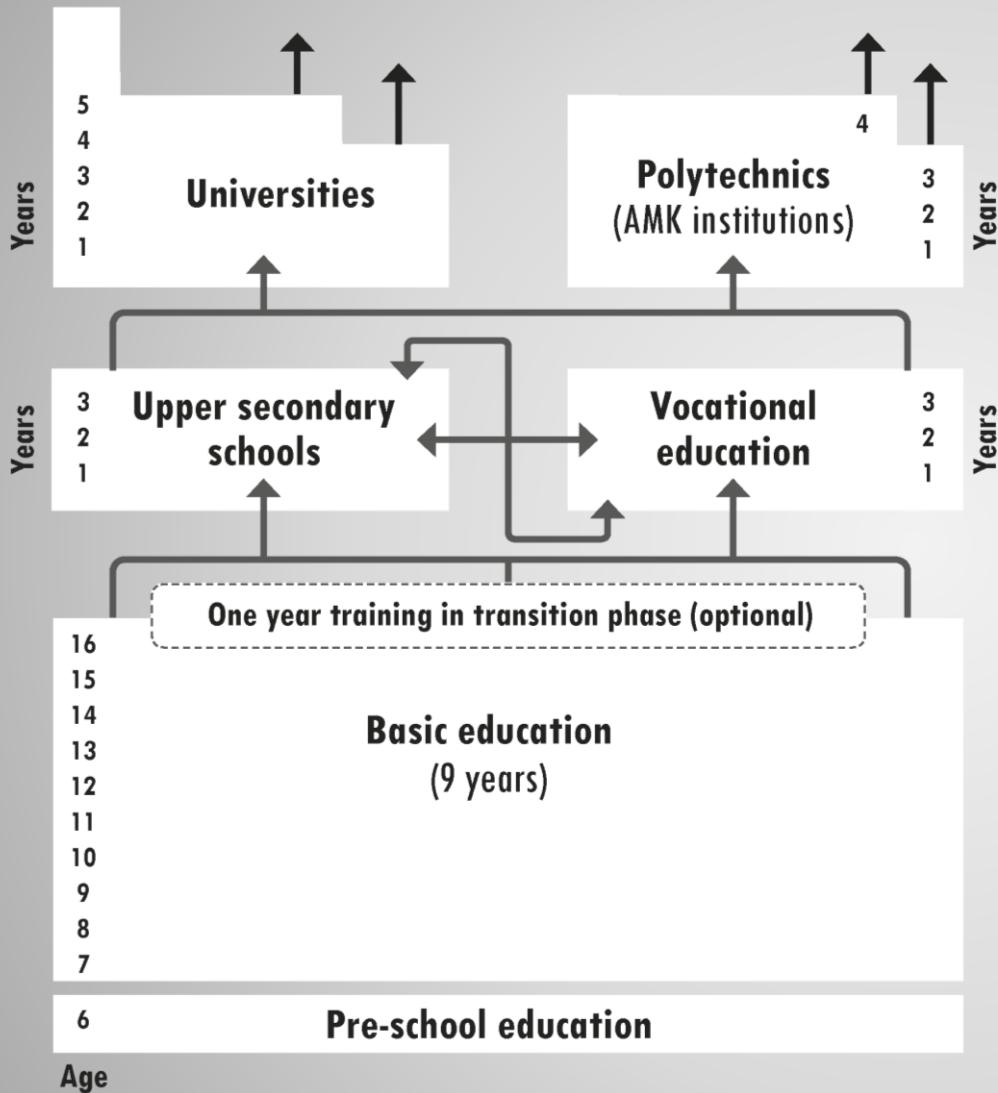 5
4
3
2
1
Years
Universities
4
Polytechnics
(AMK institutions)
3
2
1
Years
Years
3
2
1
Upper secondary
schools
Vocational
education
3
2
1
Years
One year training in transition phase (optional)
16
15
14
13
12
11
10
9
8
7
Basic education
(9 years)
6
Pre-school education
Age